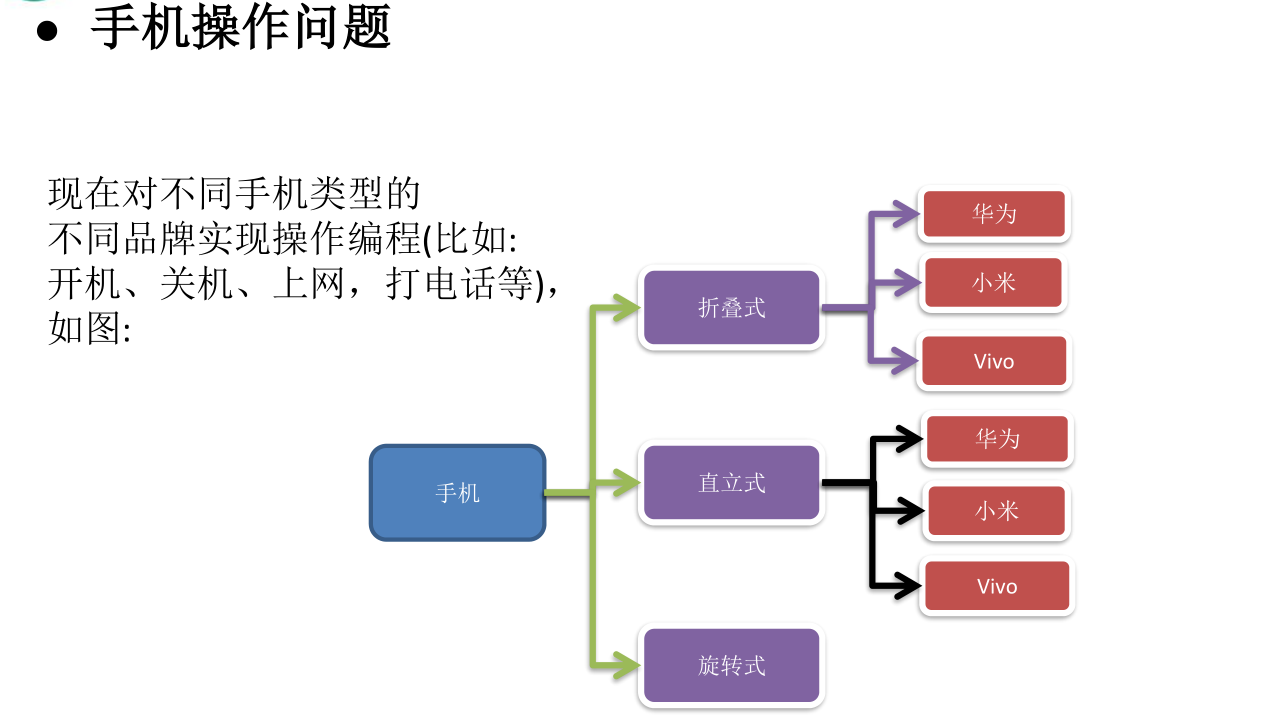 ● 手机操作问题
现在对不同手机类型的
不同品牌实现操作编程(比如:
开机、关机、上网，打电话等)，
如图:
手机
折叠式
华为
小米
Vivo
直立式
华为
小米
Vivo
旋转式